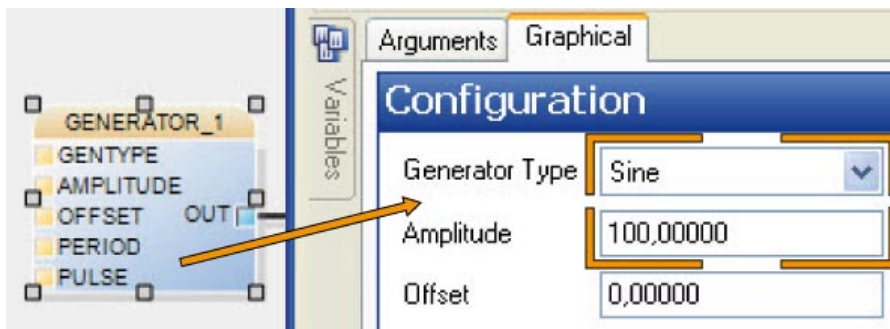 GENERATOR_1
GENTYPE
AMPLITUDE
OFFSET OUT
PERIOD
PULSE
Variables
Arguments Graphical
Configuration
Generator Type Sine
Amplitude 100,00000
Offset 0,00000